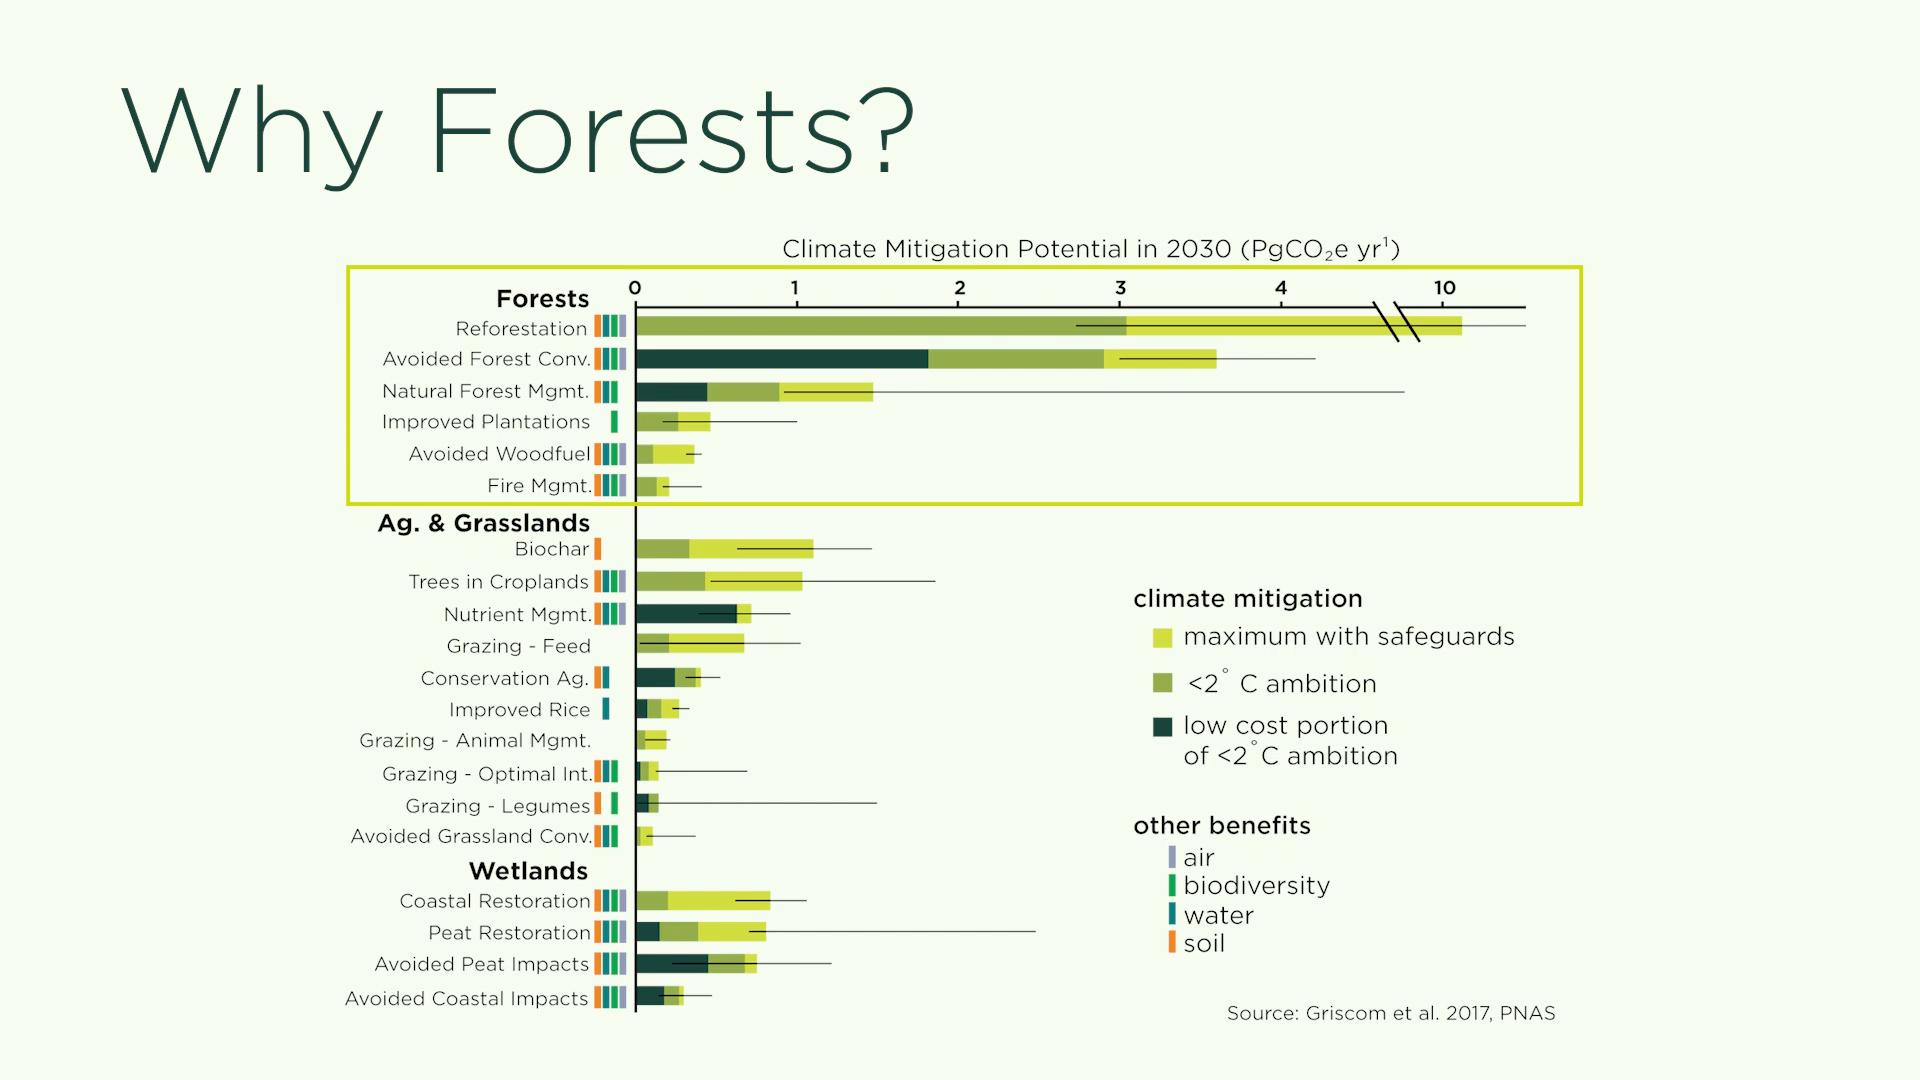 Why Forests?
Climate Mitigation Potential in 2030 (PgCO₂e yr¹)
0 1 2 3 4 10
Forests
Reforestation
Avoided Forest Conv.
Natural Forest Mgmt.
Improved Plantations
Avoided Woodfuel
Fire Mgmt.
Ag. & Grasslands
Biochar
Trees in Croplands
Nutrient Mgmt.
Grazing - Feed
Conservation Ag.
Improved Rice
Grazing - Animal Mgmt.
Grazing - Optimal Int.
Grazing - Legumes
Avoided Grassland Conv.
Wetlands
Coastal Restoration
Peat Restoration
Avoided Peat Impacts
Avoided Coastal Impacts
climate mitigation
maximum with safeguards
<2° C ambition
low cost portion
of <2°C ambition
other benefits
air
biodiversity
water
soil
Source: Griscom et al. 2017, PNAS